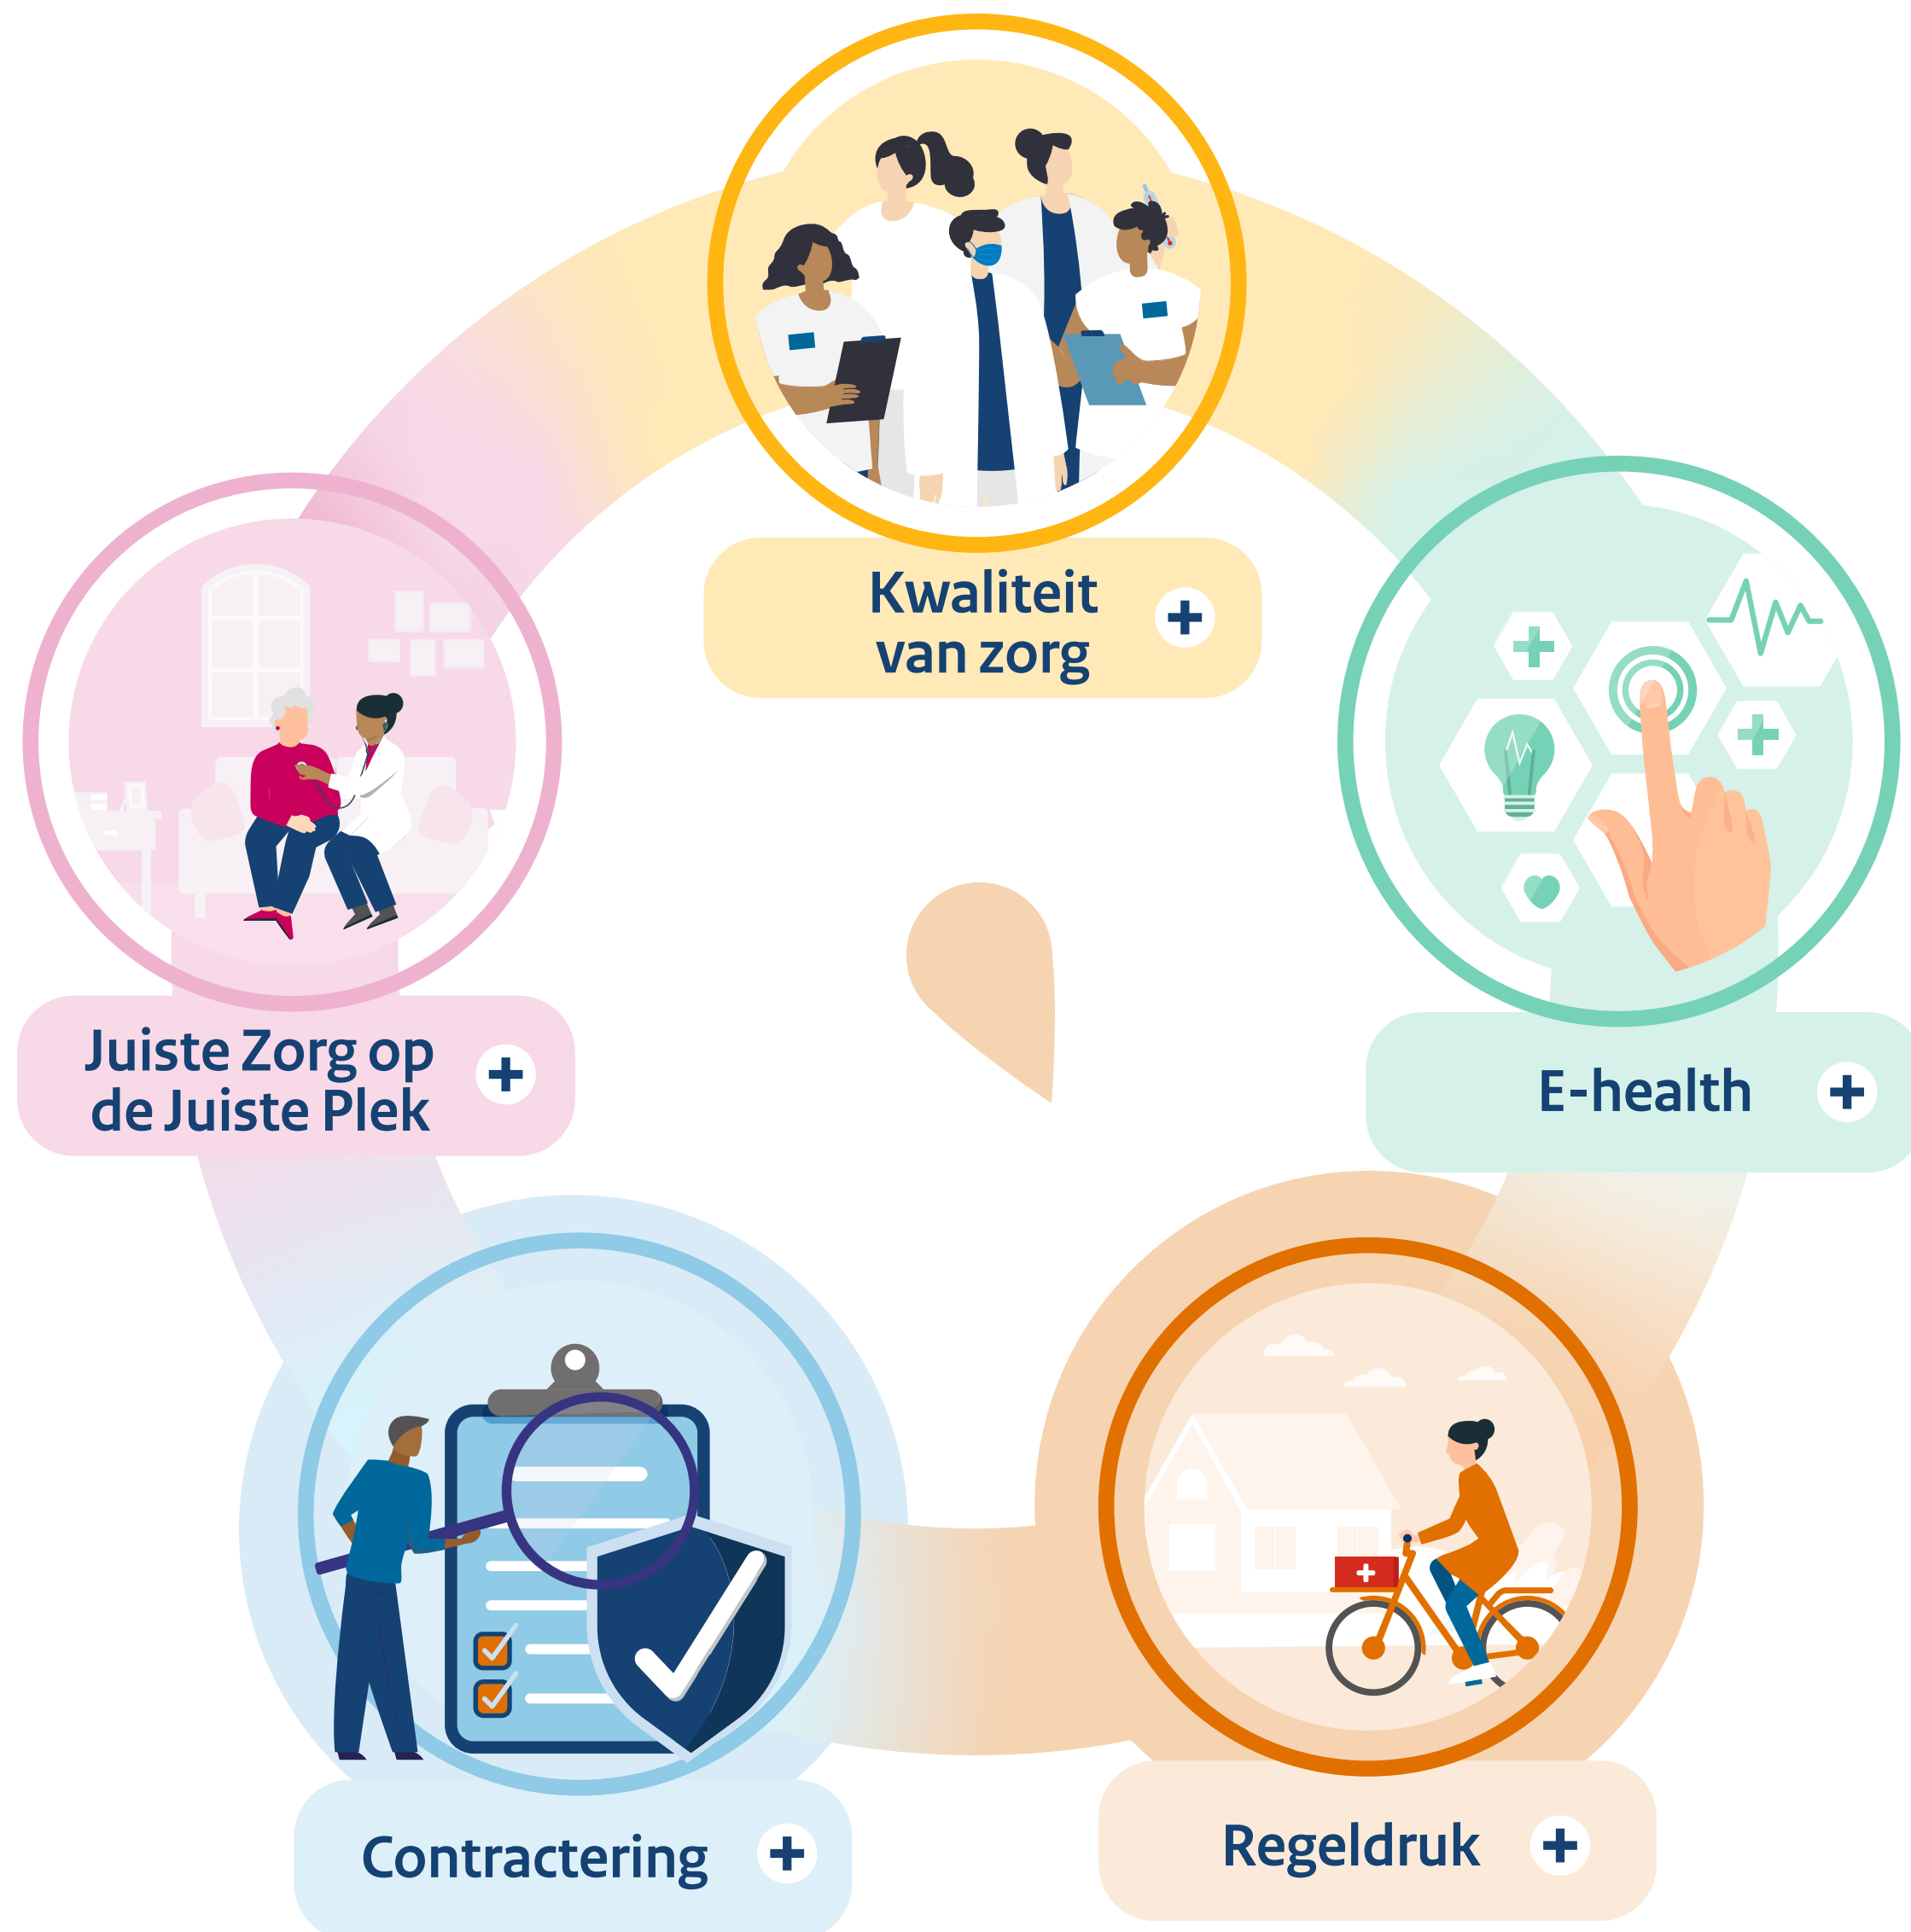 Kwaliteit
van zorg
Juiste Zorg op
de Juiste Plek
E-health
Contractering
Regeldruk